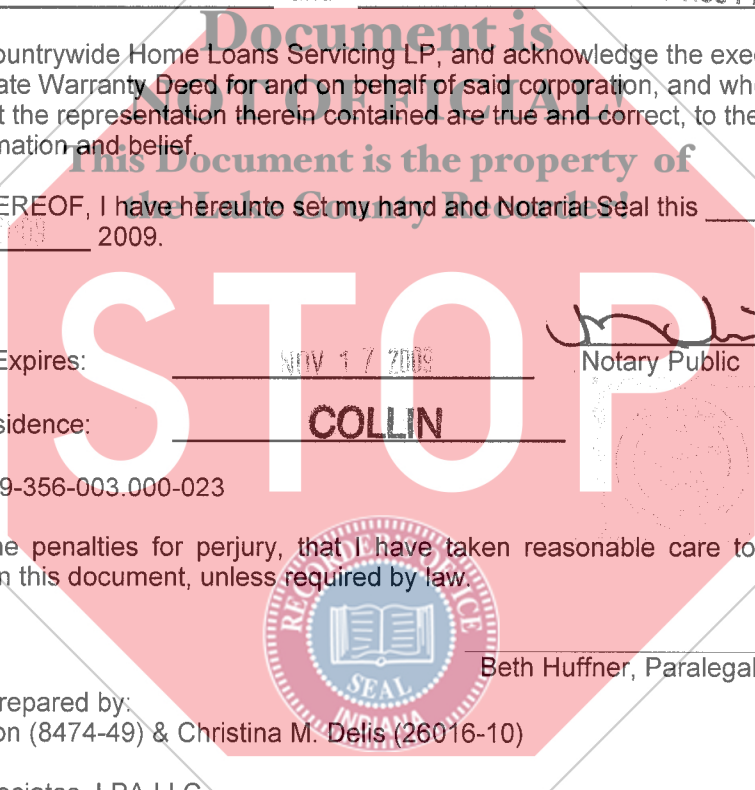 Document is
ountrywide Home Loans Servicing LP, and acknowledge the exe
ate Warranty Deed for and on behalf of said corporation, and wh
NOT OFFICIAL!
t the representation therein contained are true and correct, to the
mation and belief.
This Document is the property of
the Lake County Recorder!
EREOF, I have hereunto set my hand and Notarial Seal this
2009.
STOP
Expires: NOV 17 2009
Notary Public
sidence: COLLIN
9-356-003.000-023
ne penalties for perjury, that I have taken reasonable care to
n this document, unless required by law.
RECORDER'S OFFICE
SEAL
INDIANA
Beth Huffner, Paralegal
repared by:
on (8474-49) & Christina M. Delis (26016-10)